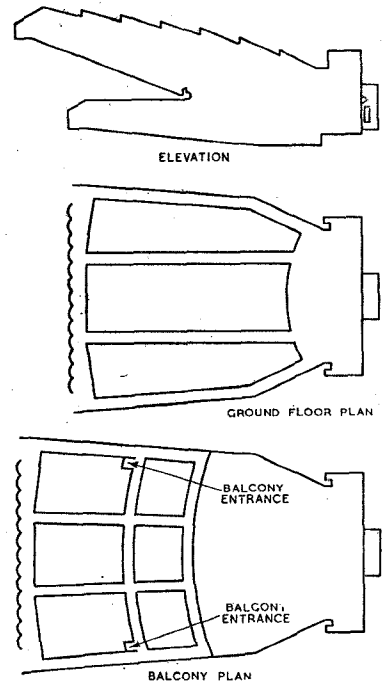 ELEVATION
GROUND FLOOR PLAN
BALCONY
ENTRANCE
BALCONY
ENTRANCE
BALCONY PLAN